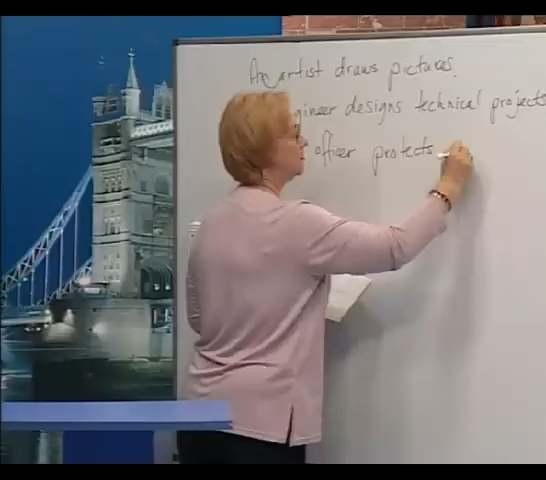 An artist draws pictures.
gineer designs technical projects
officer protects